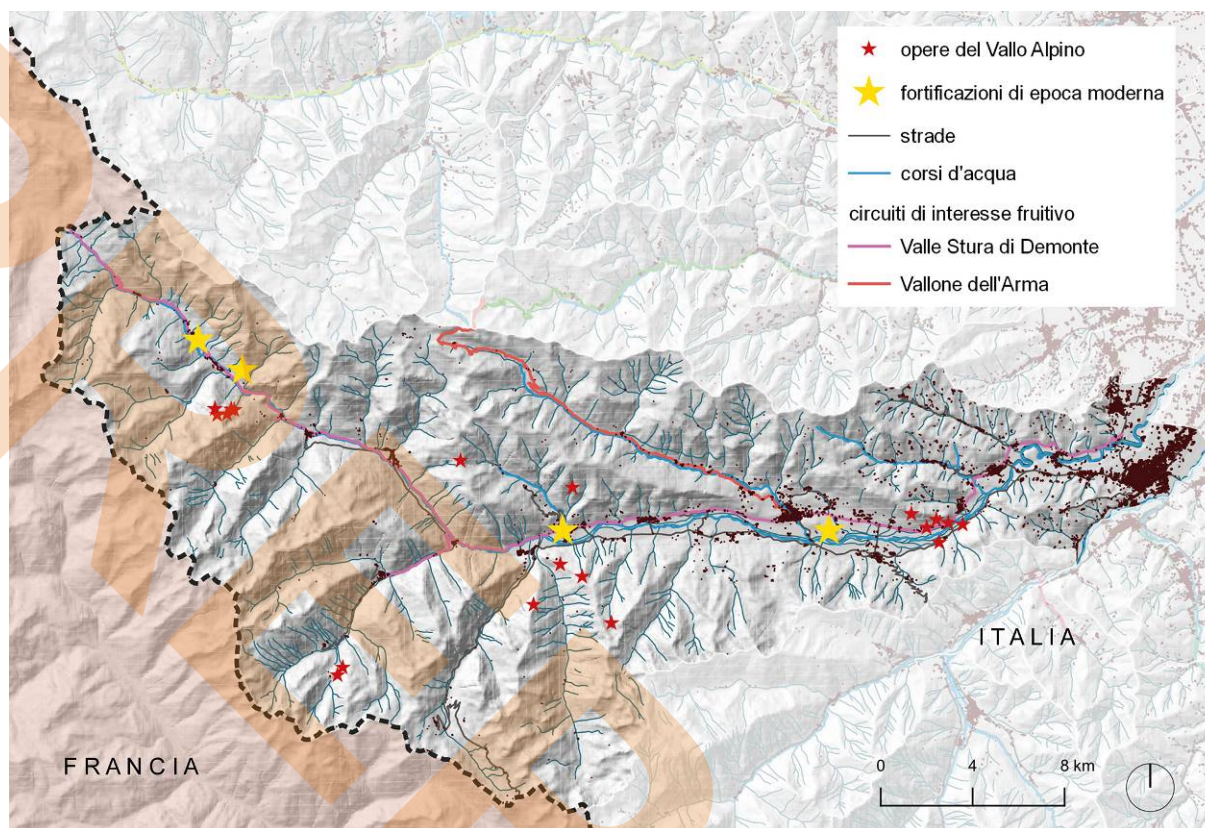 opere del Vallo Alpino
fortificazioni di epoca moderna
strade
corsi d'acqua
circuiti di interesse fruitivo
Valle Stura di Demonte
Vallone dell'Arma
ITALIA
FRANCIA
0 4 8 km